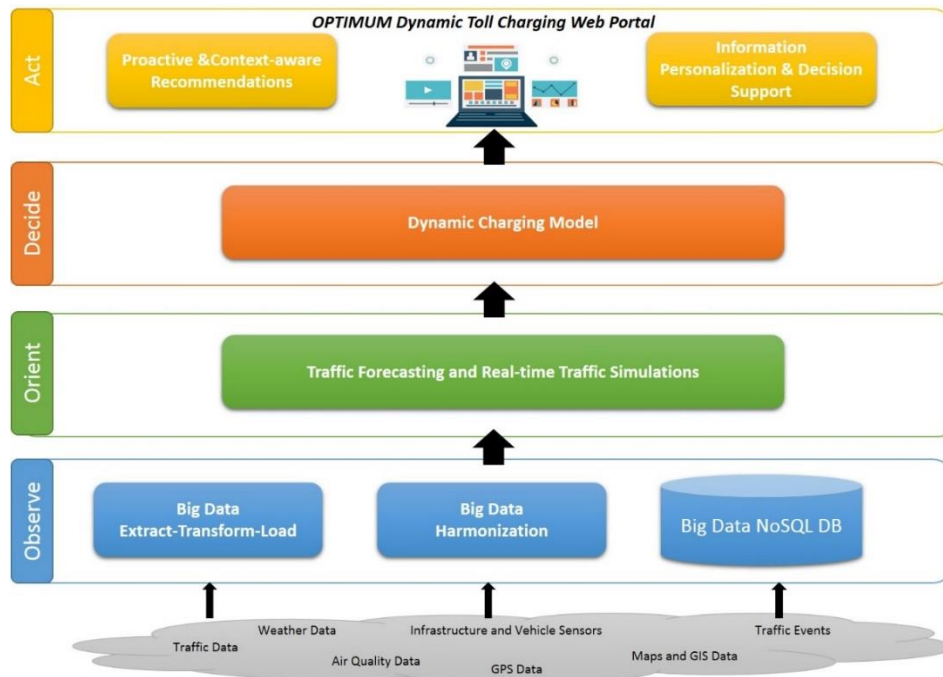 OPTIMUM Dynamic Toll Charging Web Portal
Act
Proactive &Context-aware
Recommendations
Information
Personalization & Decision
Support
Decide
Dynamic Charging Model
Orient
Traffic Forecasting and Real-time Traffic Simulations
Observe
Big Data
Extract-Transform-Load
Big Data
Harmonization
Big Data NoSQL DB
Weather Data
Infrastructure and Vehicle Sensors
Traffic Events
Traffic Data
Air Quality Data
GPS Data
Maps and GIS Data